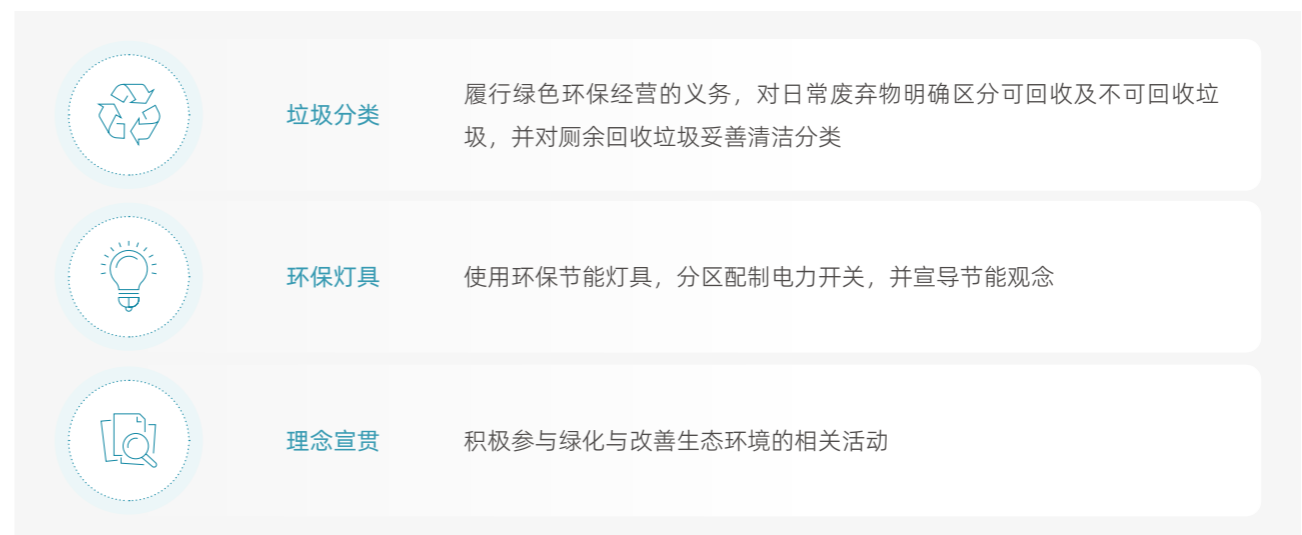 垃圾分类
履行绿色环保经营的义务，对日常废弃物明确区分可回收及不可回收垃
圾，并对厕余回收垃圾妥善清洁分类
环保灯具
使用环保节能灯具，分区配制电力开关，并宣导节能观念
理念宣贯
积极参与绿化与改善生态环境的相关活动